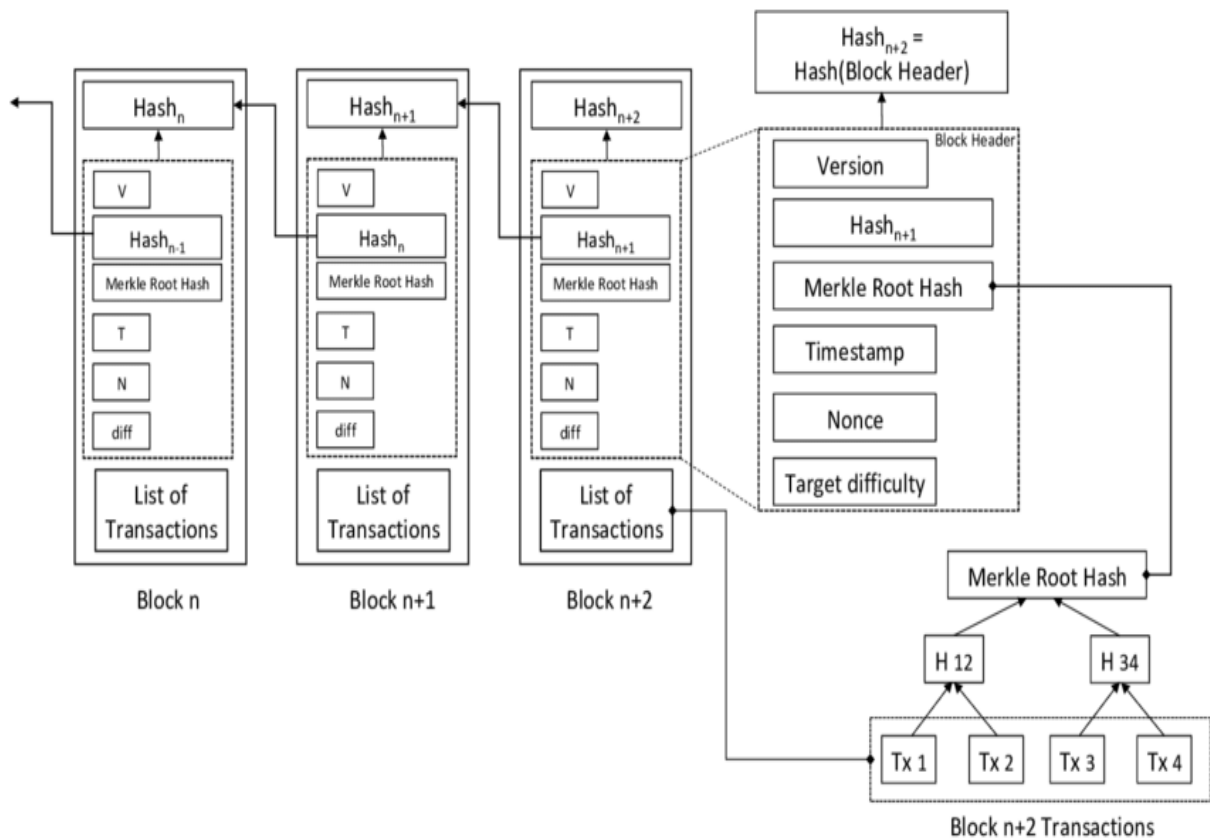 Hash_n
V
Hash_n-1
Merkle Root Hash
T
N
diff
List of
Transactions
Block n
Hash_n+1
V
Hash_n
Merkle Root Hash
T
N
diff
List of
Transactions
Block n+1
Hash_n+2
V
Hash_n+1
Merkle Root Hash
T
N
diff
List of
Transactions
Block n+2
Hash_n+2 =
Hash(Block Header)
Block Header
Version
Hash_n+1
Merkle Root Hash
Timestamp
Nonce
Target difficulty
Merkle Root Hash
H 12
H 34
Tx 1
Tx 2
Tx 3
Tx 4
Block n+2 Transactions